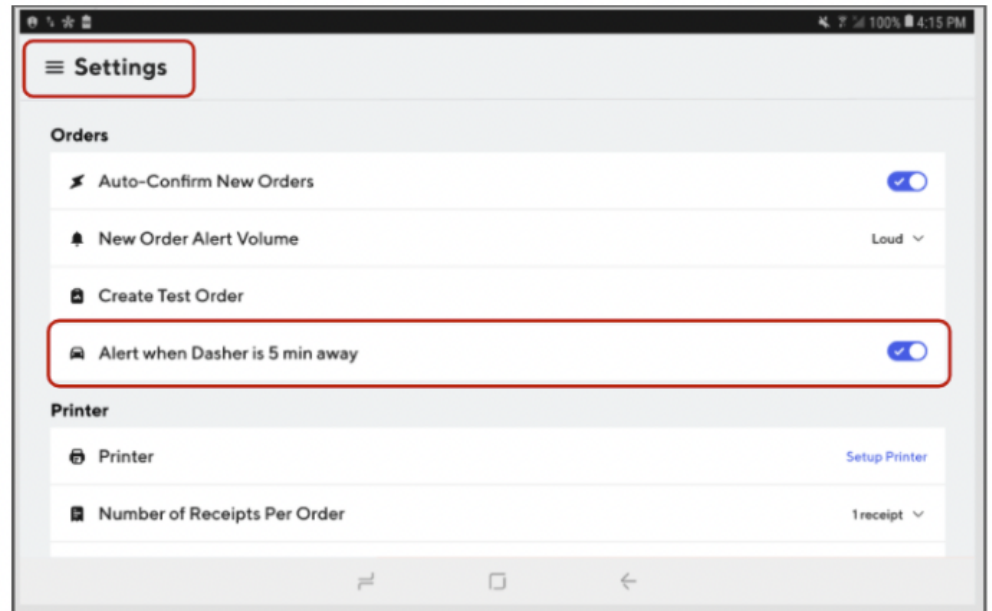 100% 4:15 PM
Settings
Orders
Auto-Confirm New Orders
New Order Alert Volume Loud
Create Test Order
Alert when Dasher is 5 min away
Printer
Printer Setup Printer
Number of Receipts Per Order 1 receipt